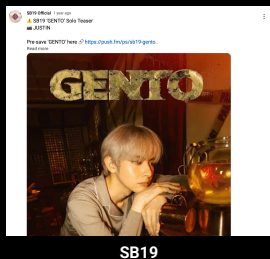 SB19 Official 1 year ago
⚠️ SB19 'GENTO' Solo Teaser
📷 JUSTIN
Pre-save 'GENTO' here 🔗 https://push.fm/ps/sb19-gento..
Read more
GENTO
SB19